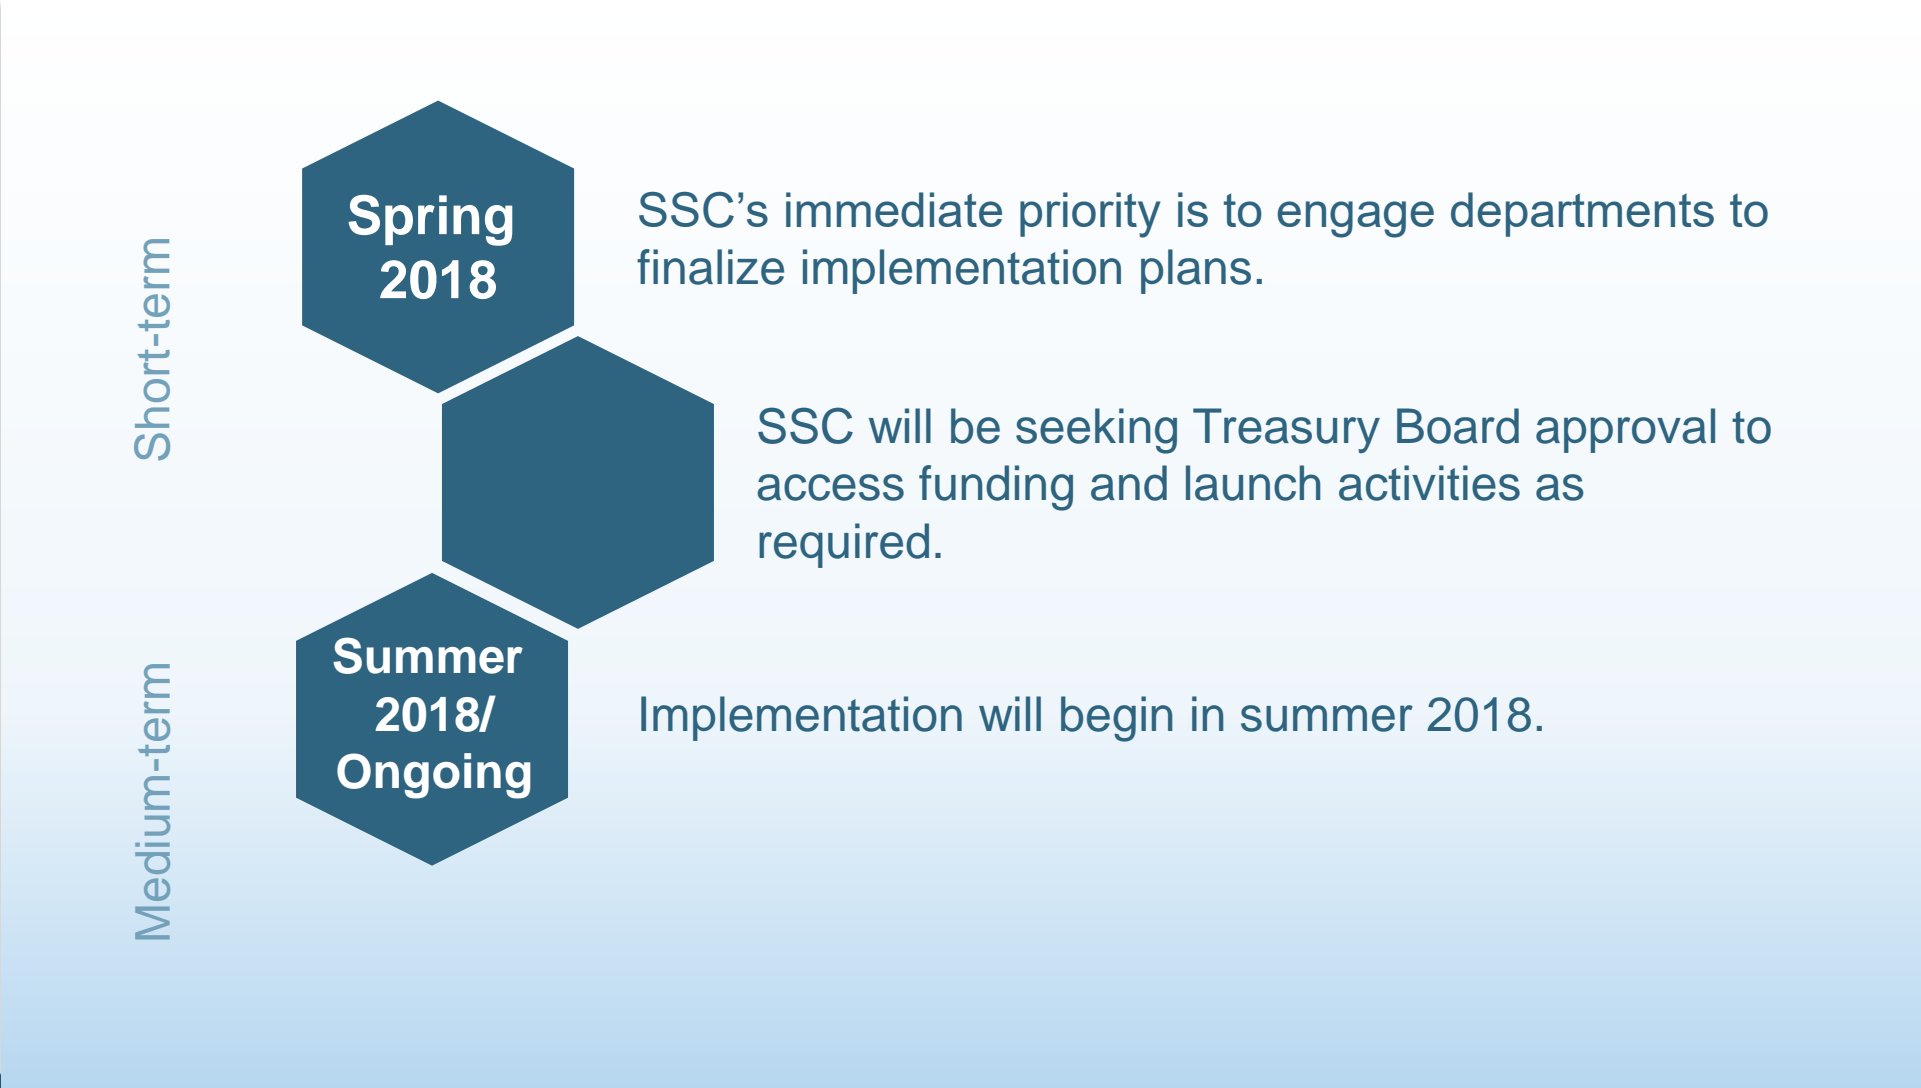 Short-term
Spring
2018
SSC’s immediate priority is to engage departments to
finalize implementation plans.
SSC will be seeking Treasury Board approval to
access funding and launch activities as
required.
Medium-term
Summer
2018/
Ongoing
Implementation will begin in summer 2018.